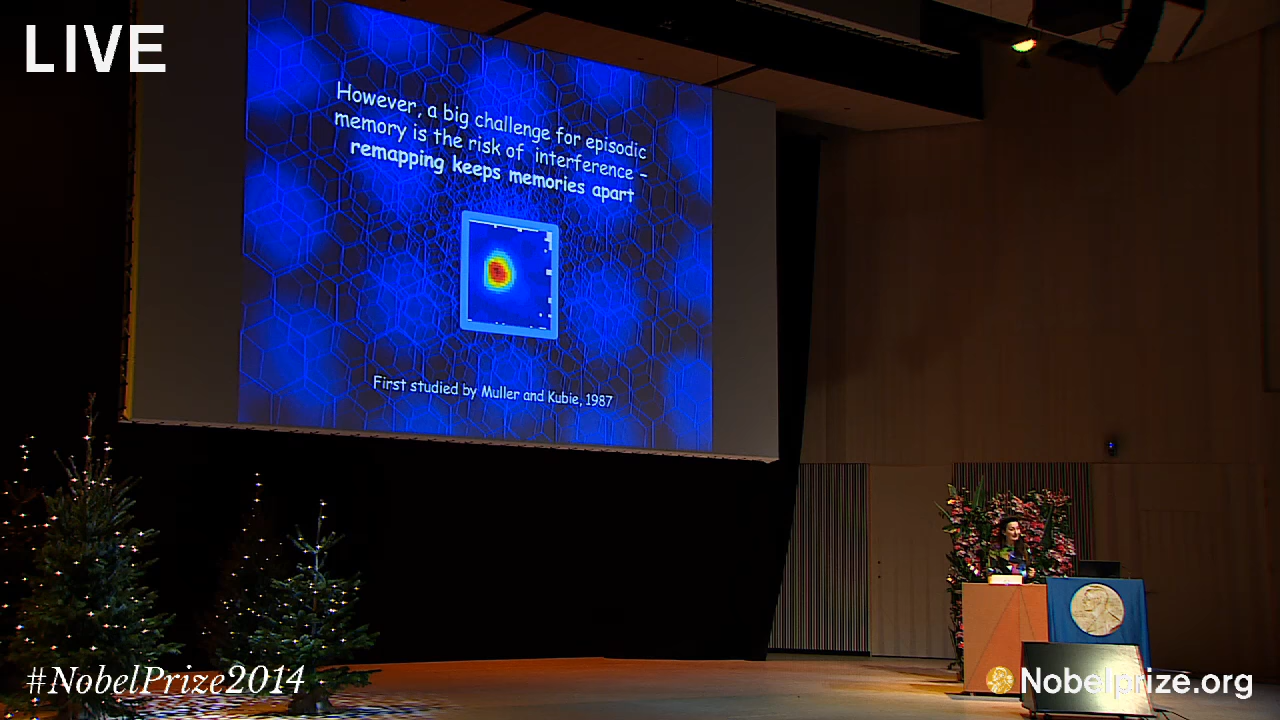 LIVE
However, a big challenge for episodic
memory is the risk of interference –
remapping keeps memories apart
First studied by Muller and Kubie, 1987
#NobelPrize2014
Nobelprize.org